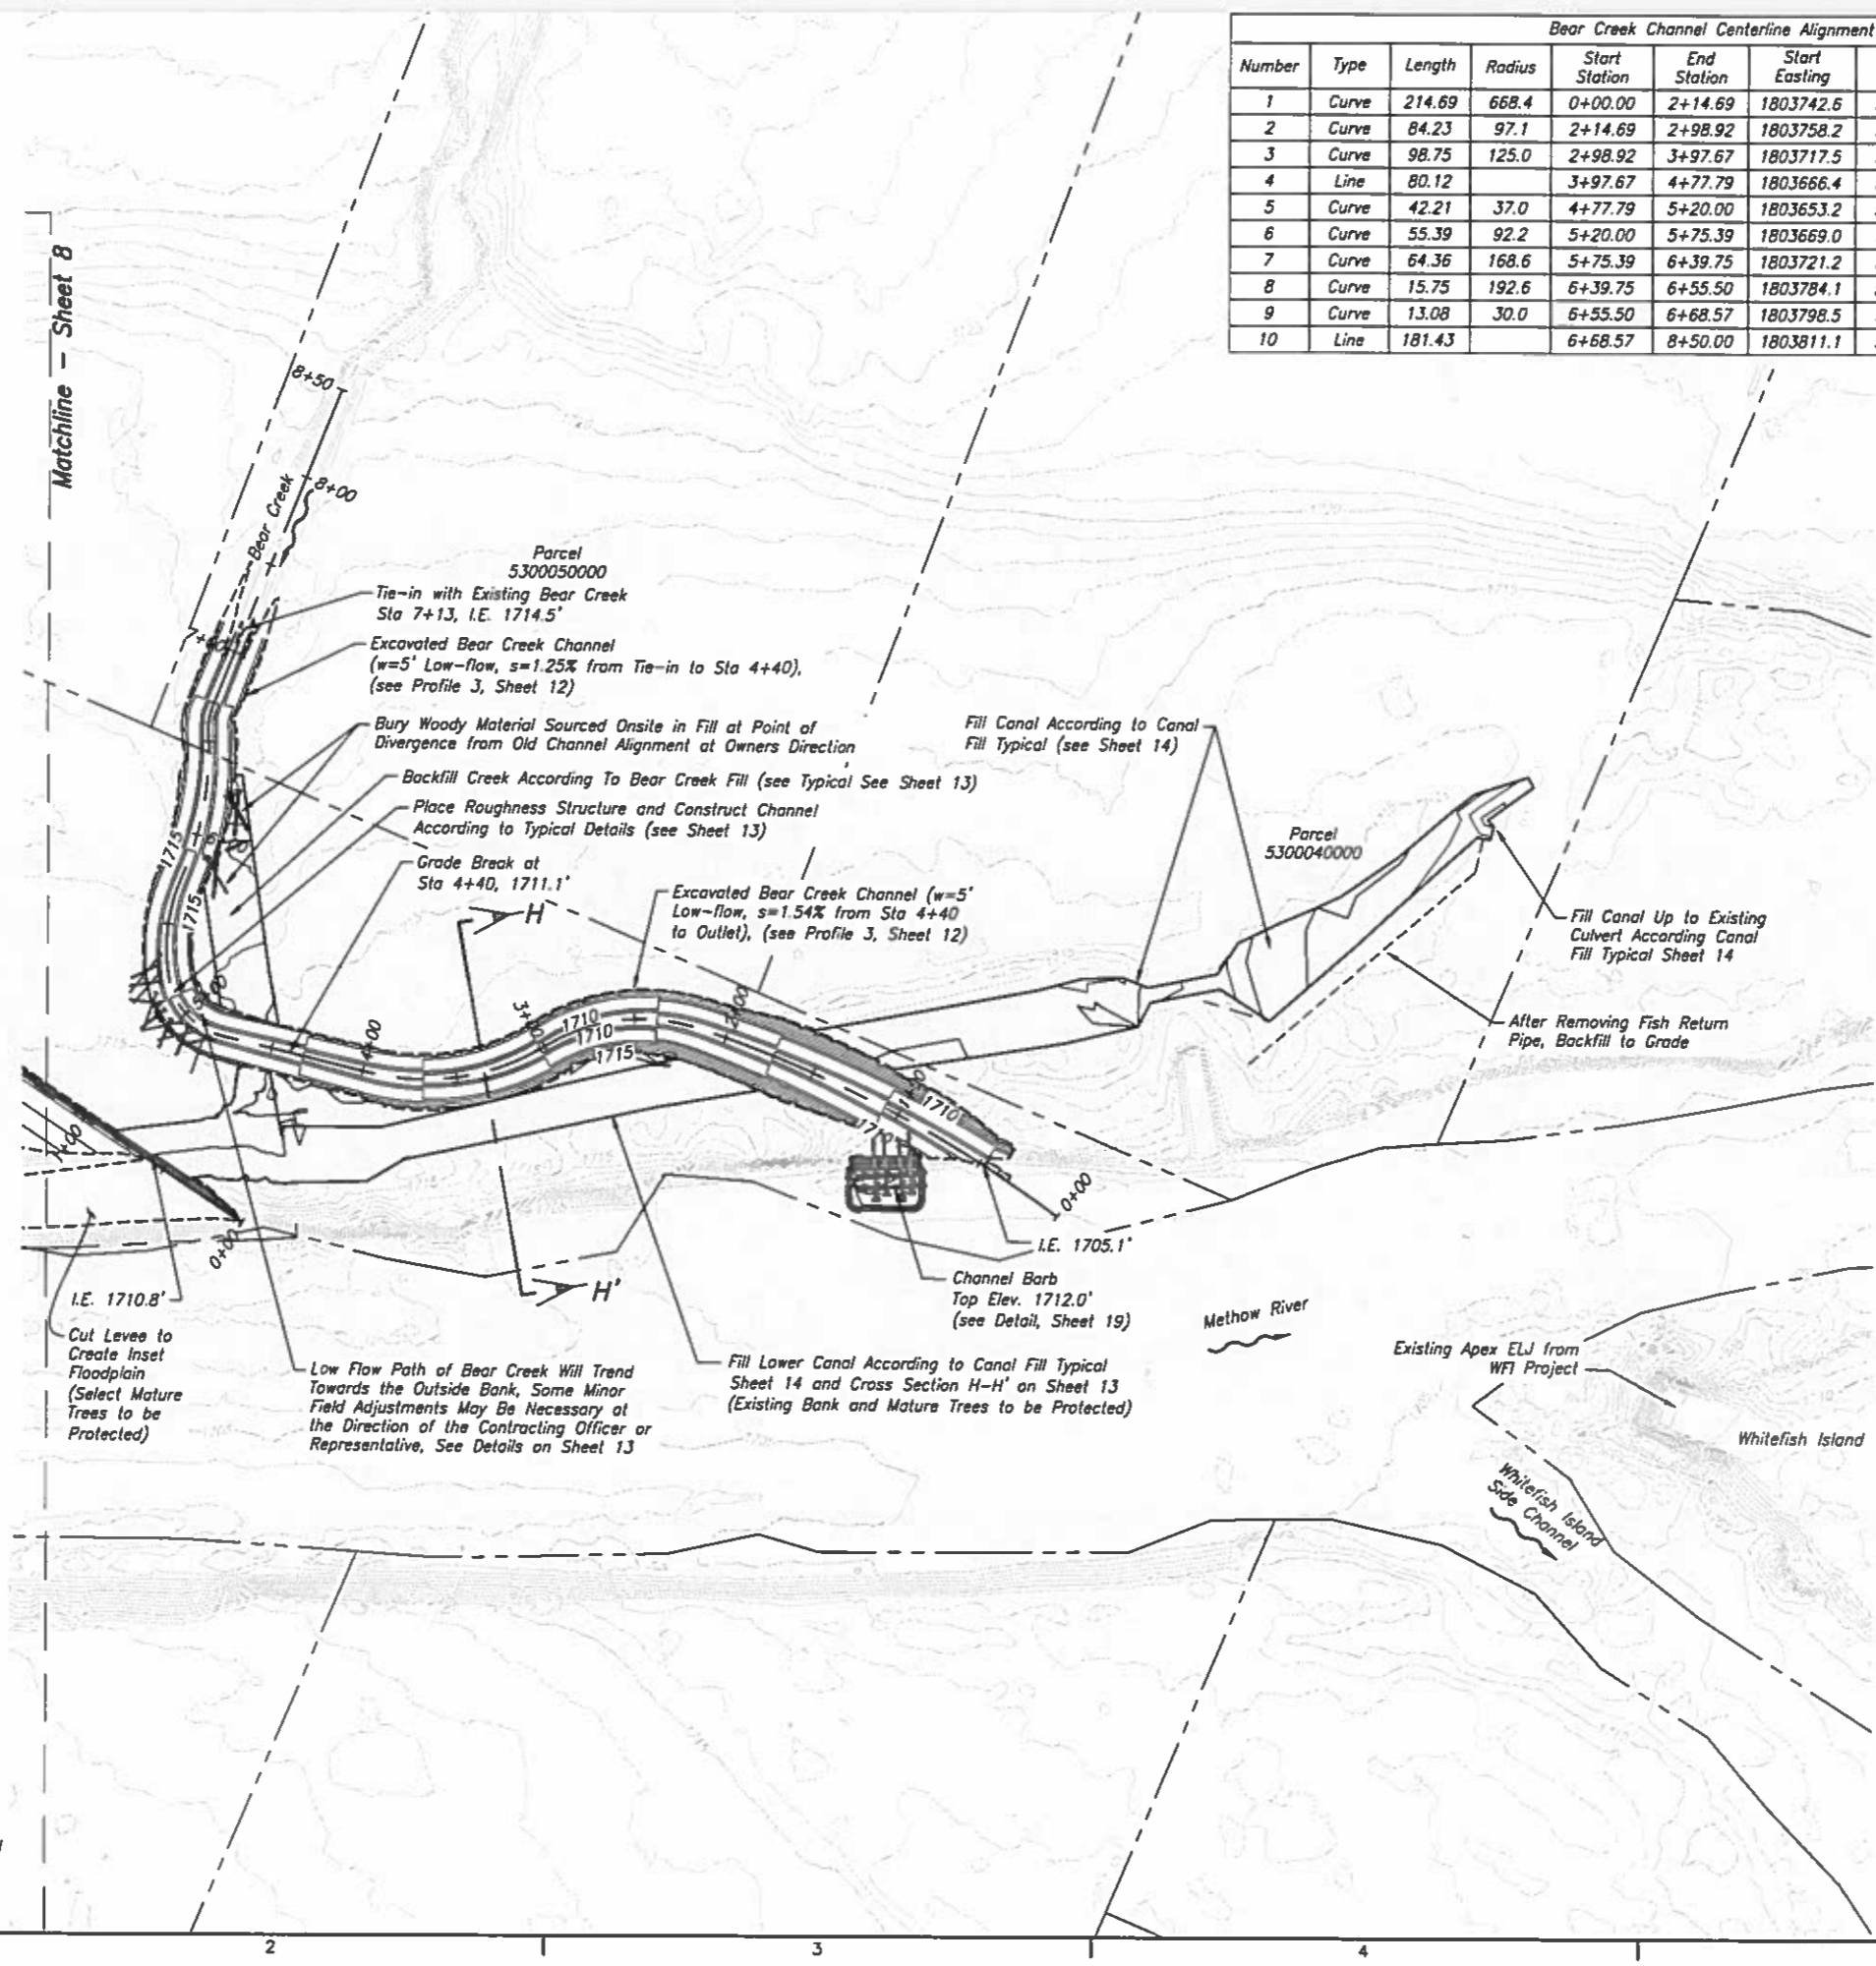 Bear Creek Channel Centerline Alignment
Number Type Length Radius Start Station End Station Start Easting
1 Curve 214.69 668.4 0+00.00 2+14.69 1803742.6
2 Curve 84.23 97.1 2+14.69 2+98.92 1803758.2
3 Curve 98.75 125.0 2+98.92 3+97.67 1803717.5
4 Line 80.12 3+97.67 4+77.79 1803666.4
5 Curve 42.21 37.0 4+77.79 5+20.00 1803653.2
6 Curve 55.39 92.2 5+20.00 5+75.39 1803669.0
7 Curve 64.36 168.6 5+75.39 6+39.75 1803721.2
8 Curve 15.75 192.6 6+39.75 6+55.50 1803784.1
9 Curve 13.08 30.0 6+55.50 6+68.57 1803798.5
10 Line 181.43 6+68.57 8+50.00 1803811.1
Matchline - Sheet 8
8+50
8+00
Bear Creek
Parcel
5300050000
Tie-in with Existing Bear Creek
Sta 7+13, I.E. 1714.5'
Excavated Bear Creek Channel
(w=5' Low-flow, s=1.25% from Tie-in to Sta 4+40),
(see Profile 3, Sheet 12)
Bury Woody Material Sourced Onsite in Fill at Point of
Divergence from Old Channel Alignment at Owners Direction
Backfill Creek According To Bear Creek Fill (see Typical See Sheet 13)
Place Roughness Structure and Construct Channel
According to Typical Details (see Sheet 13)
Grade Break at
Sta 4+40, 1711.1'
H
Excavated Bear Creek Channel (w=5'
Low-flow, s=1.54% from Sta 4+40
to Outlet), (see Profile 3, Sheet 12)
Fill Canal According to Canal
Fill Typical (see Sheet 14)
Parcel
5300040000
Fill Canal Up to Existing
Culvert According Canal
Fill Typical Sheet 14
After Removing Fish Return
Pipe, Backfill to Grade
1715
1715
4+00
3+00
1710
1710
1715
2+00
1710
1710
0+00
1+00
0+00
I.E. 1705.1'
H'
Channel Barb
Top Elev. 1712.0'
(see Detail, Sheet 19)
I.E. 1710.8'
Cut Levee to
Create Inset
Floodplain
(Select Mature
Trees to be
Protected)
Low Flow Path of Bear Creek Will Trend
Towards the Outside Bank, Some Minor
Field Adjustments May Be Necessary at
the Direction of the Contracting Officer or
Representative, See Details on Sheet 13
Fill Lower Canal According to Canal Fill Typical
Sheet 14 and Cross Section H-H' on Sheet 13
(Existing Bank and Mature Trees to be Protected)
Methow River
Existing Apex ELJ from
WFI Project
Whitefish Island
Whitefish Island
Side Channel
2
3
4